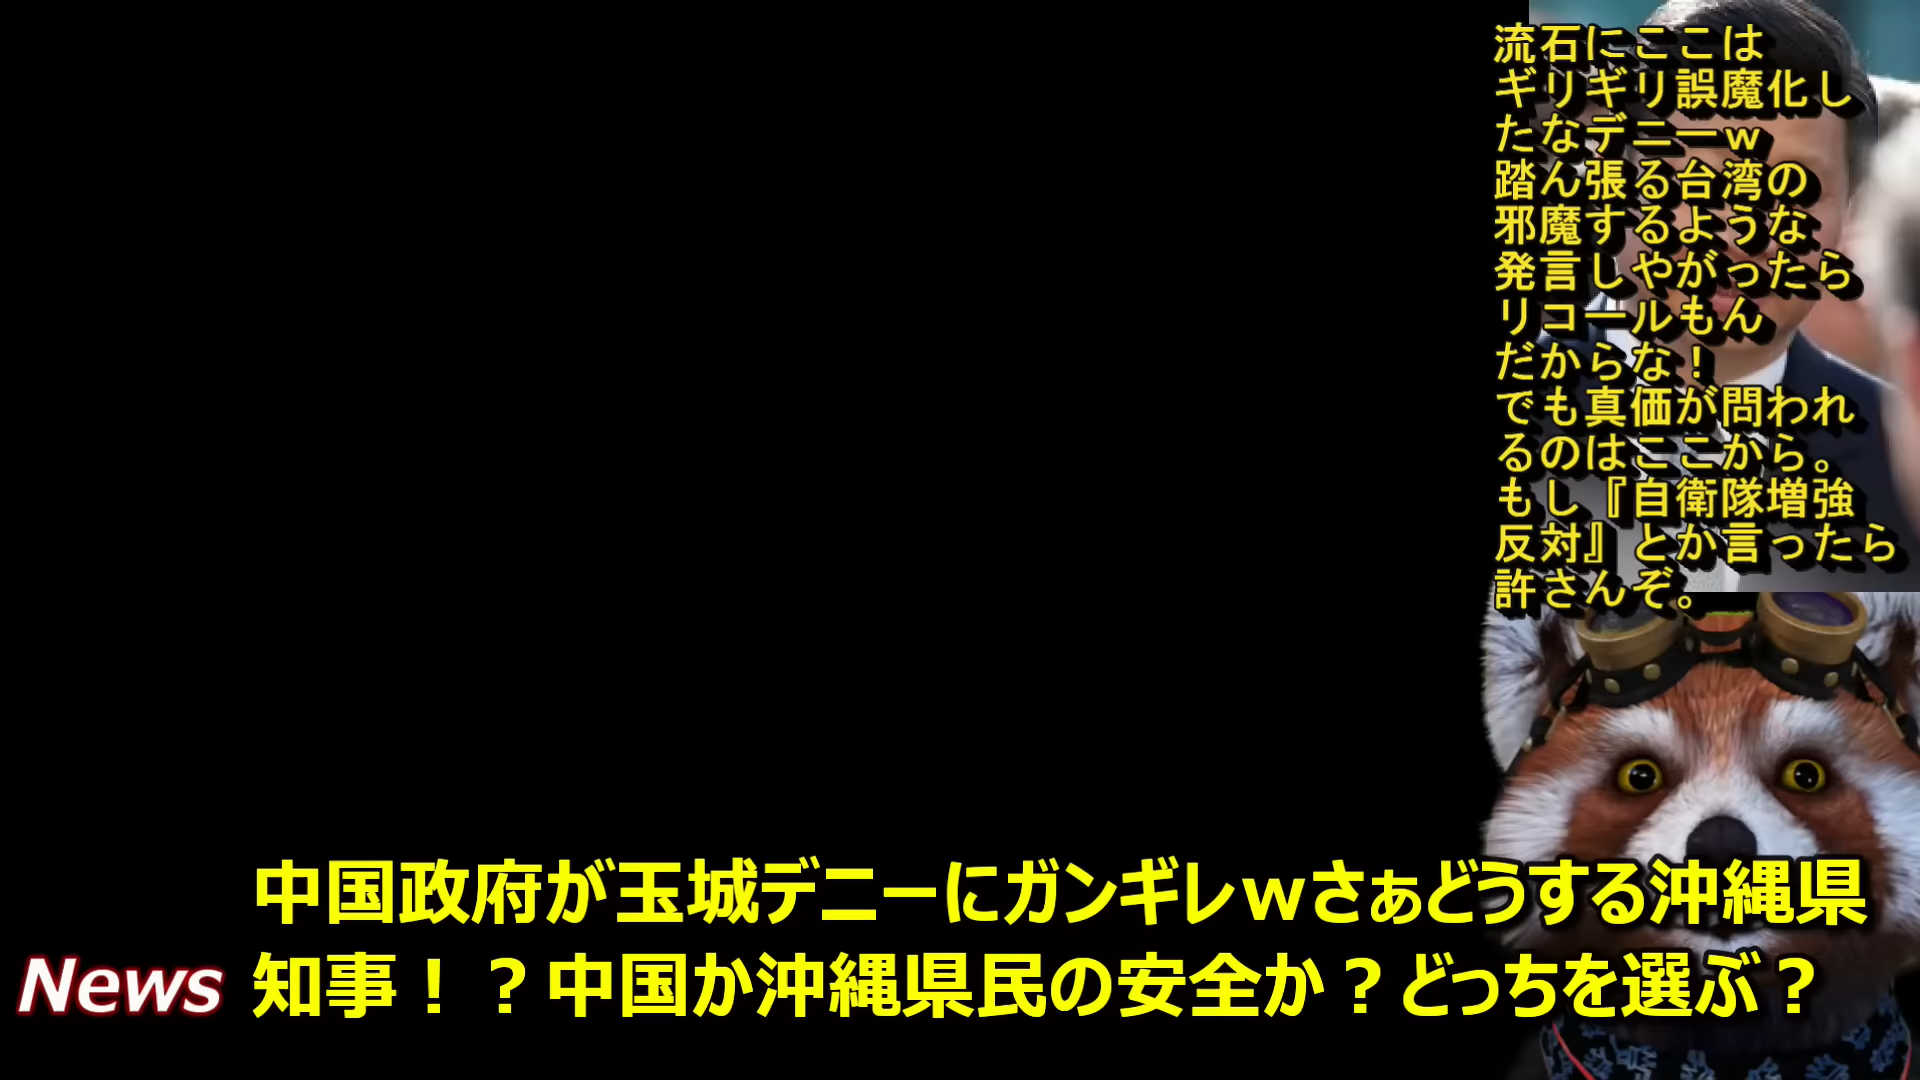 流石にここは
ギリギリ誤魔化し
たなデニーｗ
踏ん張る台湾の
邪魔するような
発言しやがったら
リコールもん
だからな！
でも真価が問われ
るのはここから。
もし『自衛隊増強
反対』とか言ったら
許さんぞ。
中国政府が玉城デニーにガンギレwさぁどうする沖縄県
News 知事！？中国か沖縄県民の安全か？どっちを選ぶ？